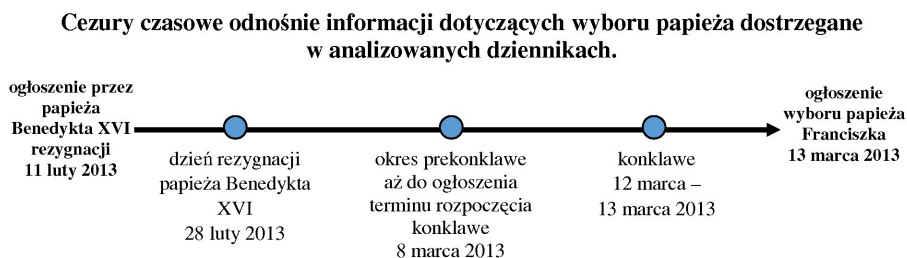 Cezury czasowe odnośnie informacji dotyczących wyboru papieża dostrzegane
w analizowanych dziennikach.
ogłoszenie przez
papieża
Benedykta XVI
rezygnacji
11 luty 2013
dzień rezygnacji
papieża Benedykta
XVI
28 luty 2013
okres prekonklawe
aż do ogłoszenia
terminu rozpoczęcia
konklawe
8 marca 2013
konklawe
12 marca –
13 marca 2013
ogłoszenie
wyboru papieża
Franciszka
13 marca 2013